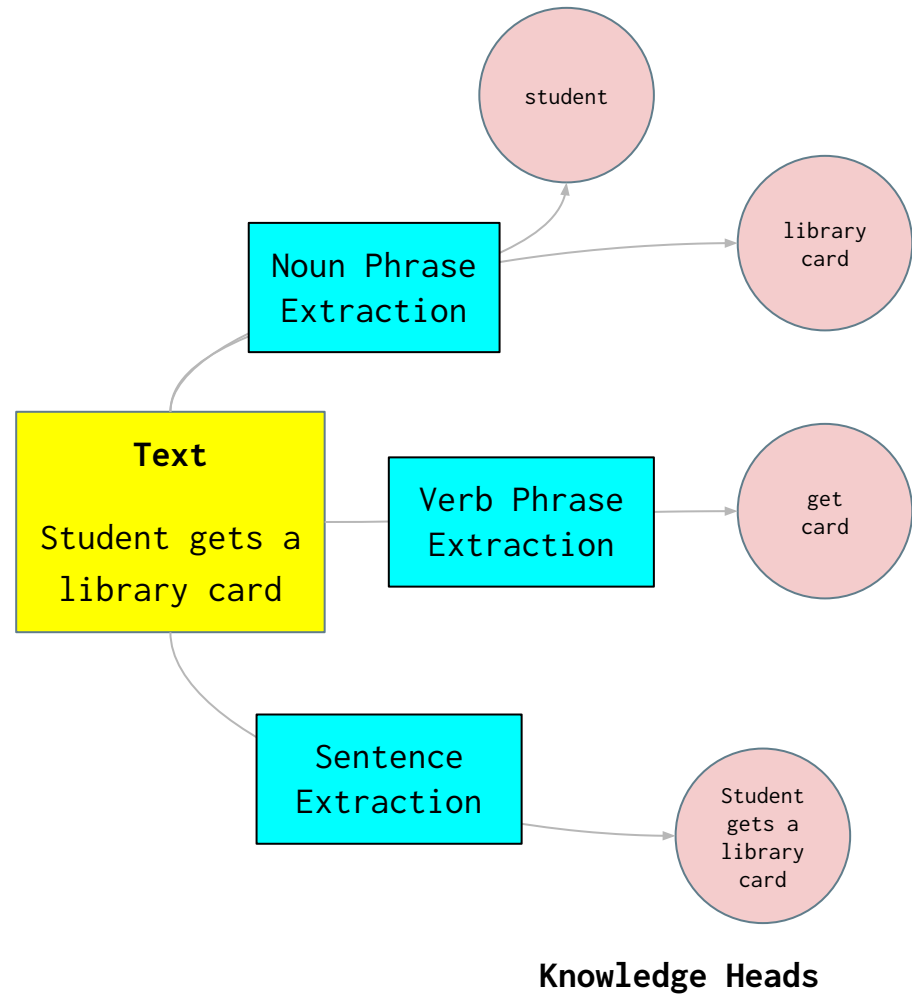 student
library
card
Noun Phrase
Extraction
Text
Student gets a
library card
Verb Phrase
Extraction
get
card
Sentence
Extraction
Student
gets a
library
card
Knowledge Heads